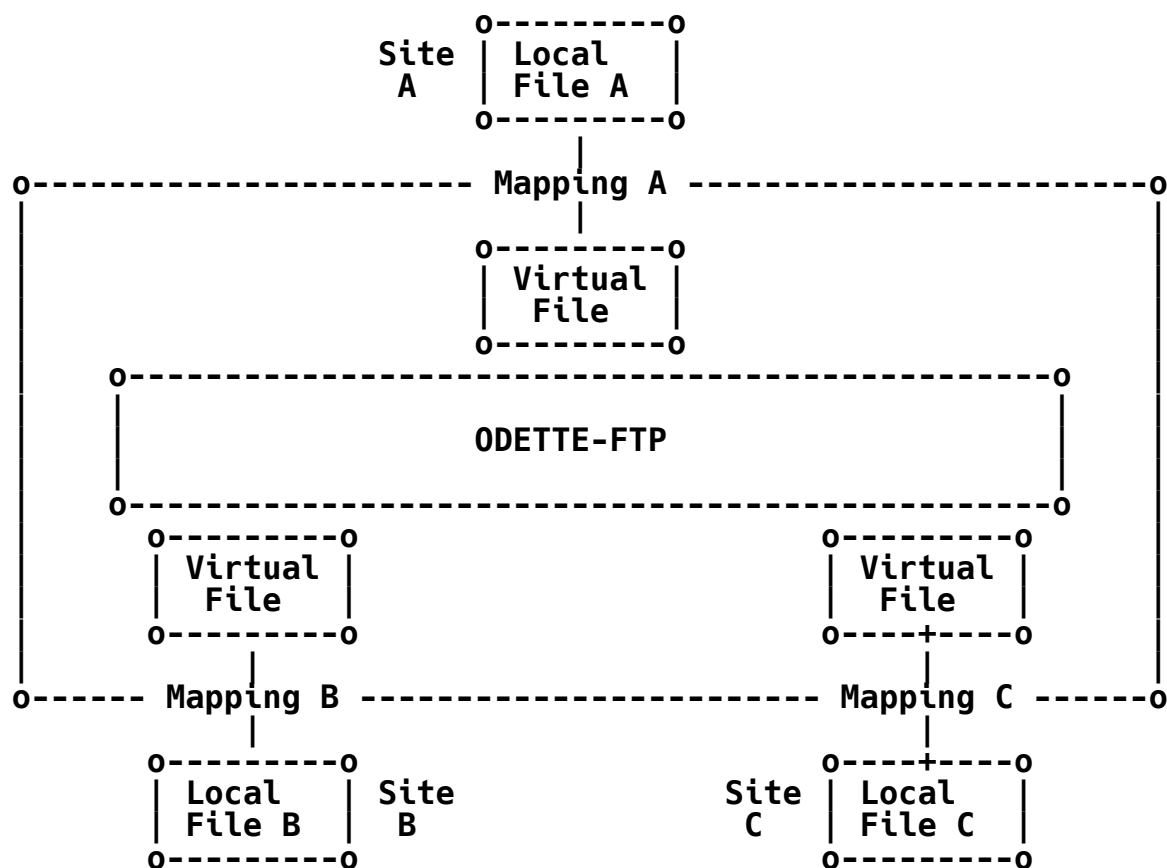 Site Local
A File A
Mapping A
Virtual
File
ODETTE-FTP
Virtual Virtual
File File
Mapping B Mapping C
Local Site Site Local
File B B C File C